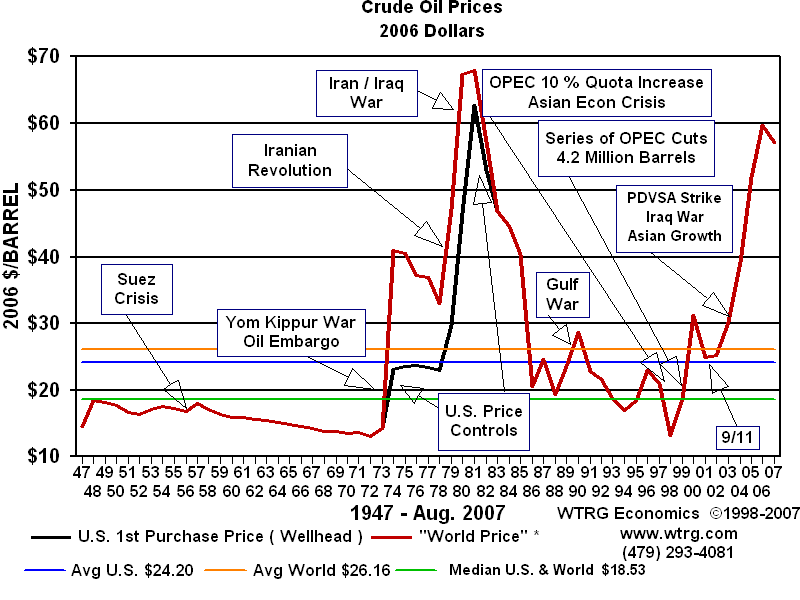 Crude Oil Prices
2006 Dollars
$70
$60
$50
$40
$30
$20
$10
2006 $/BARREL
Iran / Iraq
War
OPEC 10 % Quota Increase
Asian Econ Crisis
Series of OPEC Cuts
4.2 Million Barrels
Iranian
Revolution
PDVSA Strike
Iraq War
Asian Growth
Suez
Crisis
Gulf
War
Yom Kippur War
Oil Embargo
U.S. Price
Controls
9/11
47 49 51 53 55 57 59 61 63 65 67 69 71 73 75 77 79 81 83 85 87 89 91 93 95 97 99 01 03 05 07
48 50 52 54 56 58 60 62 64 66 68 70 72 74 76 78 80 82 84 86 88 90 92 94 96 98 00 02 04 06
1947 - Aug. 2007
WTRG Economics ©1998-2007
www.wtrg.com
(479) 293-4081
U.S. 1st Purchase Price ( Wellhead )
"World Price" *
Avg U.S. $24.20
Avg World $26.16
Median U.S. & World $18.53